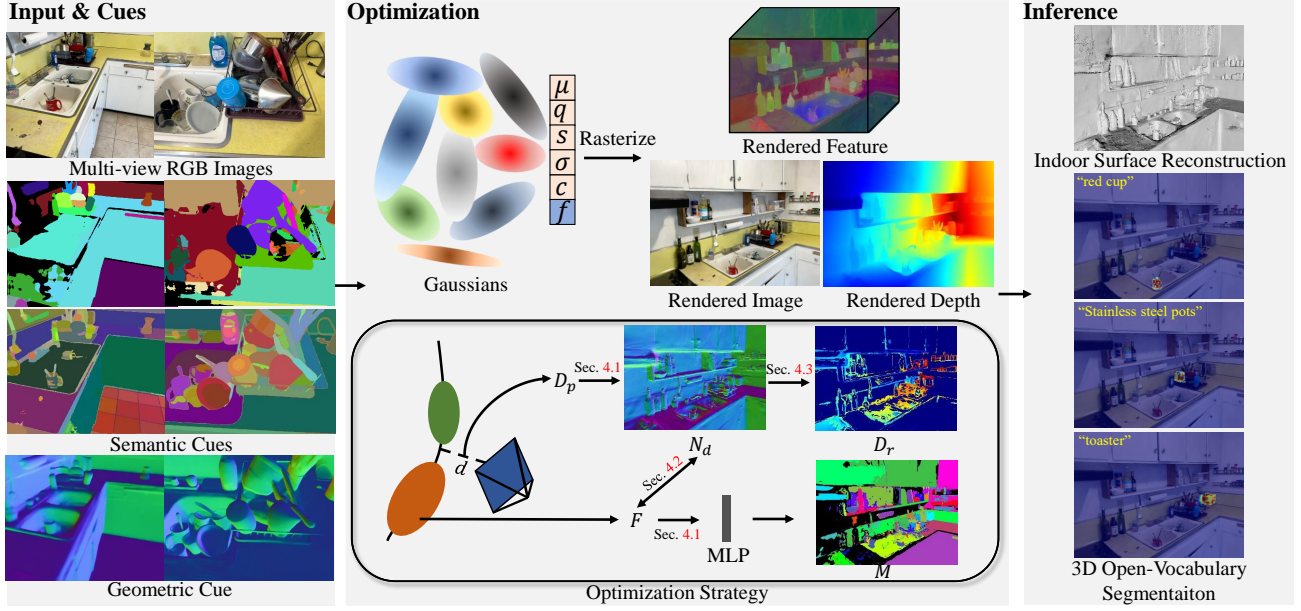 Input & Cues
Multi-view RGB Images
Semantic Cues
Geometric Cue
Optimization
Gaussians
μ
q
s
σ
c
f
Rasterize
Rendered Feature
Rendered Image
Rendered Depth
d
D_p
Sec. 4.1
N_d
Sec. 4.3
D_r
Sec. 4.2
F
Sec. 4.1
MLP
M
Optimization Strategy
Inference
Indoor Surface Reconstruction
“red cup”
“Stainless steel pots”
“toaster”
3D Open-Vocabulary
Segmentaiton